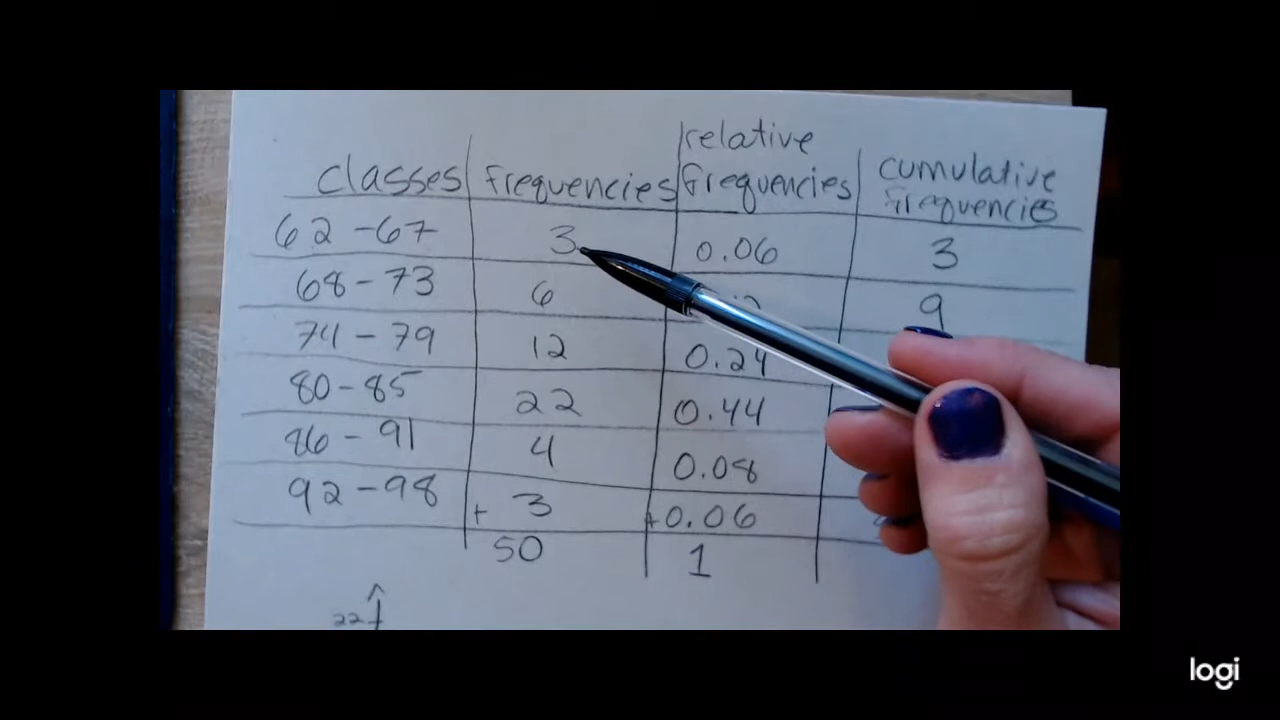 classes frequencies relative frequencies cumulative frequencies
62-67 3 0.06 3
68-73 6 9
74-79 12 0.24
80-85 22 0.44
86-91 4 0.08
92-98 + 3 +0.06
50 1
22
logi